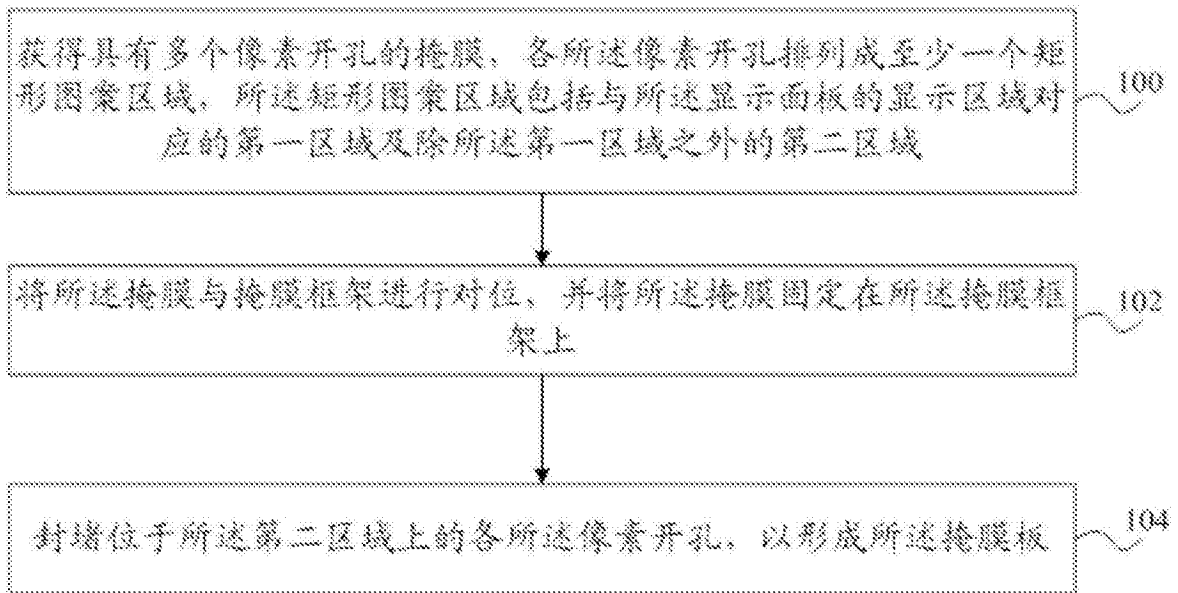 获得具有多个像素开孔的掩膜，各所述像素开孔排列成至少一个矩
形图案区域，所述矩形图案区域包括与所述显示面板的显示区域对
应的第一区域及除所述第一区域之外的第二区域
100
将所述掩膜与掩膜框架进行对位，并将所述掩膜固定在所述掩膜框
架上
102
封堵位于所述第二区域上的各所述像素开孔，以形成所述掩膜板
104